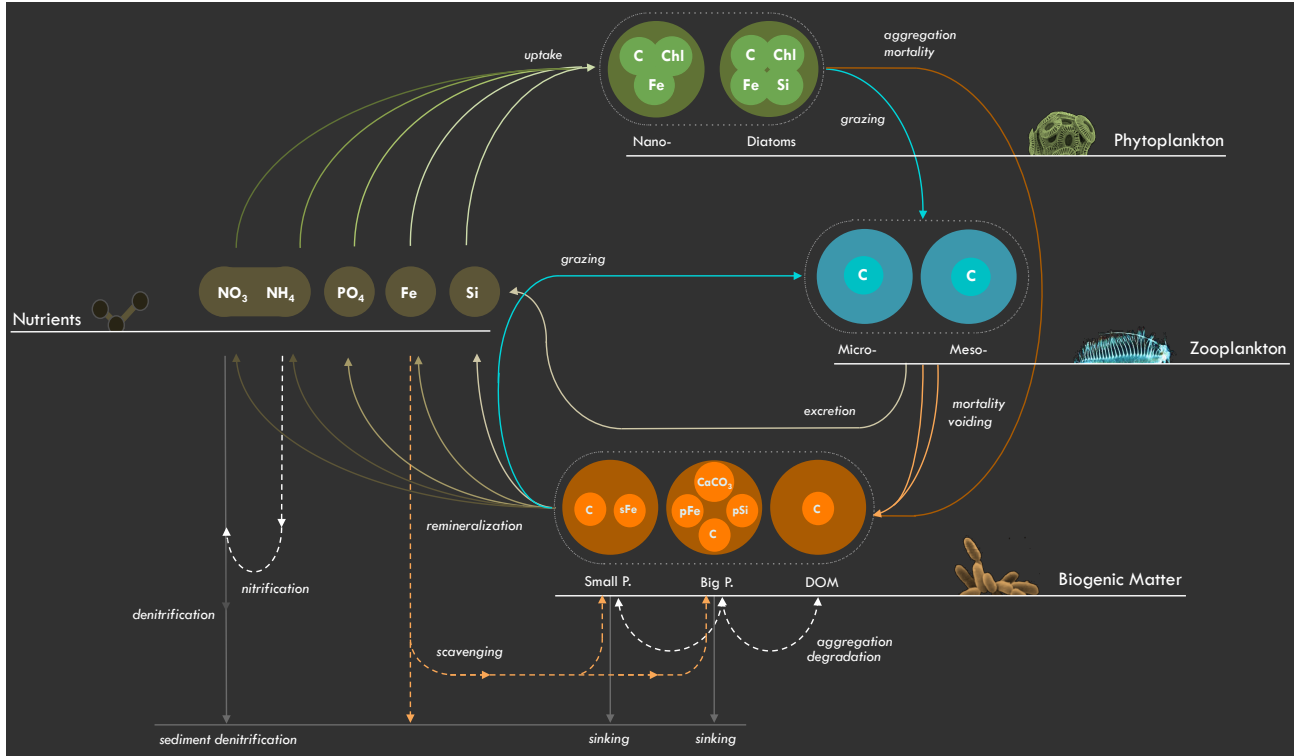 aggregation
mortality
uptake
C Chl
Fe
C Chl
Fe Si
grazing
Nano-
Diatoms
Phytoplankton
grazing
NO3 NH4 PO4 Fe Si
C
C
Nutrients
Micro-
Meso-
Zooplankton
excretion
mortality
voiding
remineralization
C sFe
CaCO3
pFe pSi
C
C
Small P.
Big P.
DOM
Biogenic Matter
nitrification
denitrification
scavenging
aggregation
degradation
sediment denitrification
sinking
sinking